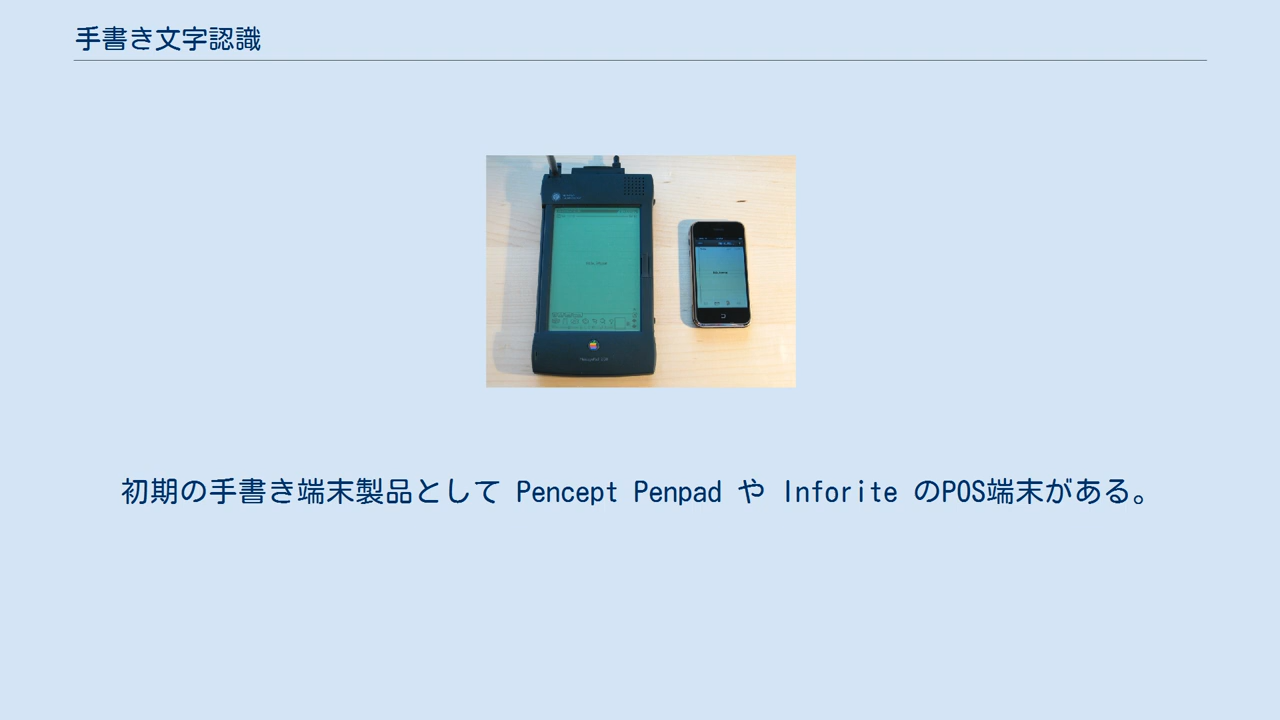 手書き文字認識
初期の手書き端末製品として Pencept Penpad や Inforite のPOS端末がある。